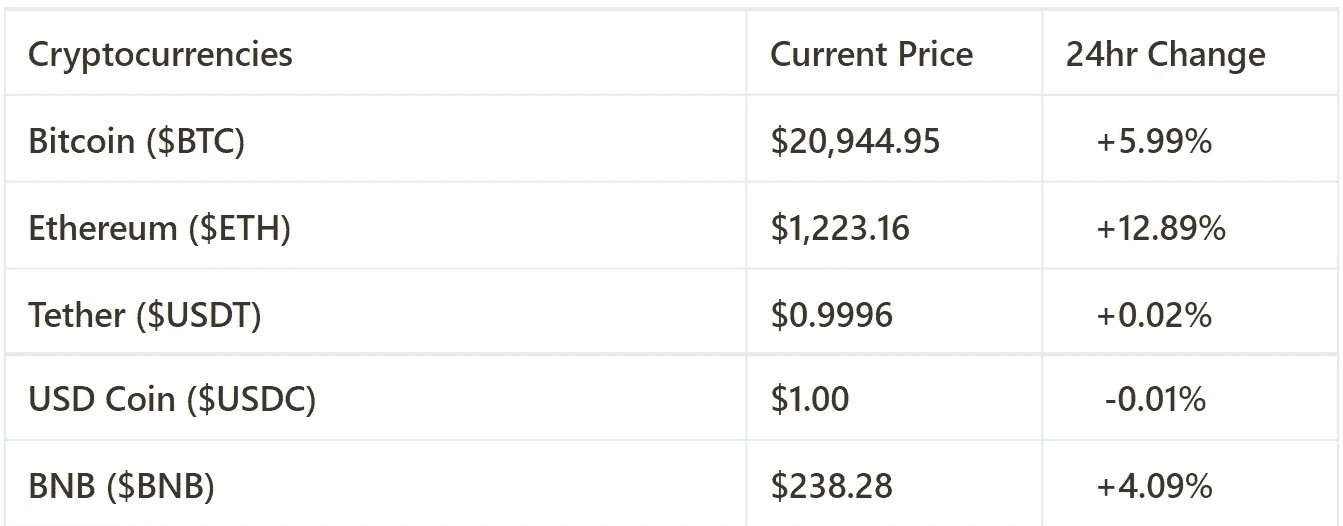 Cryptocurrencies Current Price 24hr Change
Bitcoin ($BTC) $20,944.95 +5.99%
Ethereum ($ETH) $1,223.16 +12.89%
Tether ($USDT) $0.9996 +0.02%
USD Coin ($USDC) $1.00 -0.01%
BNB ($BNB) $238.28 +4.09%